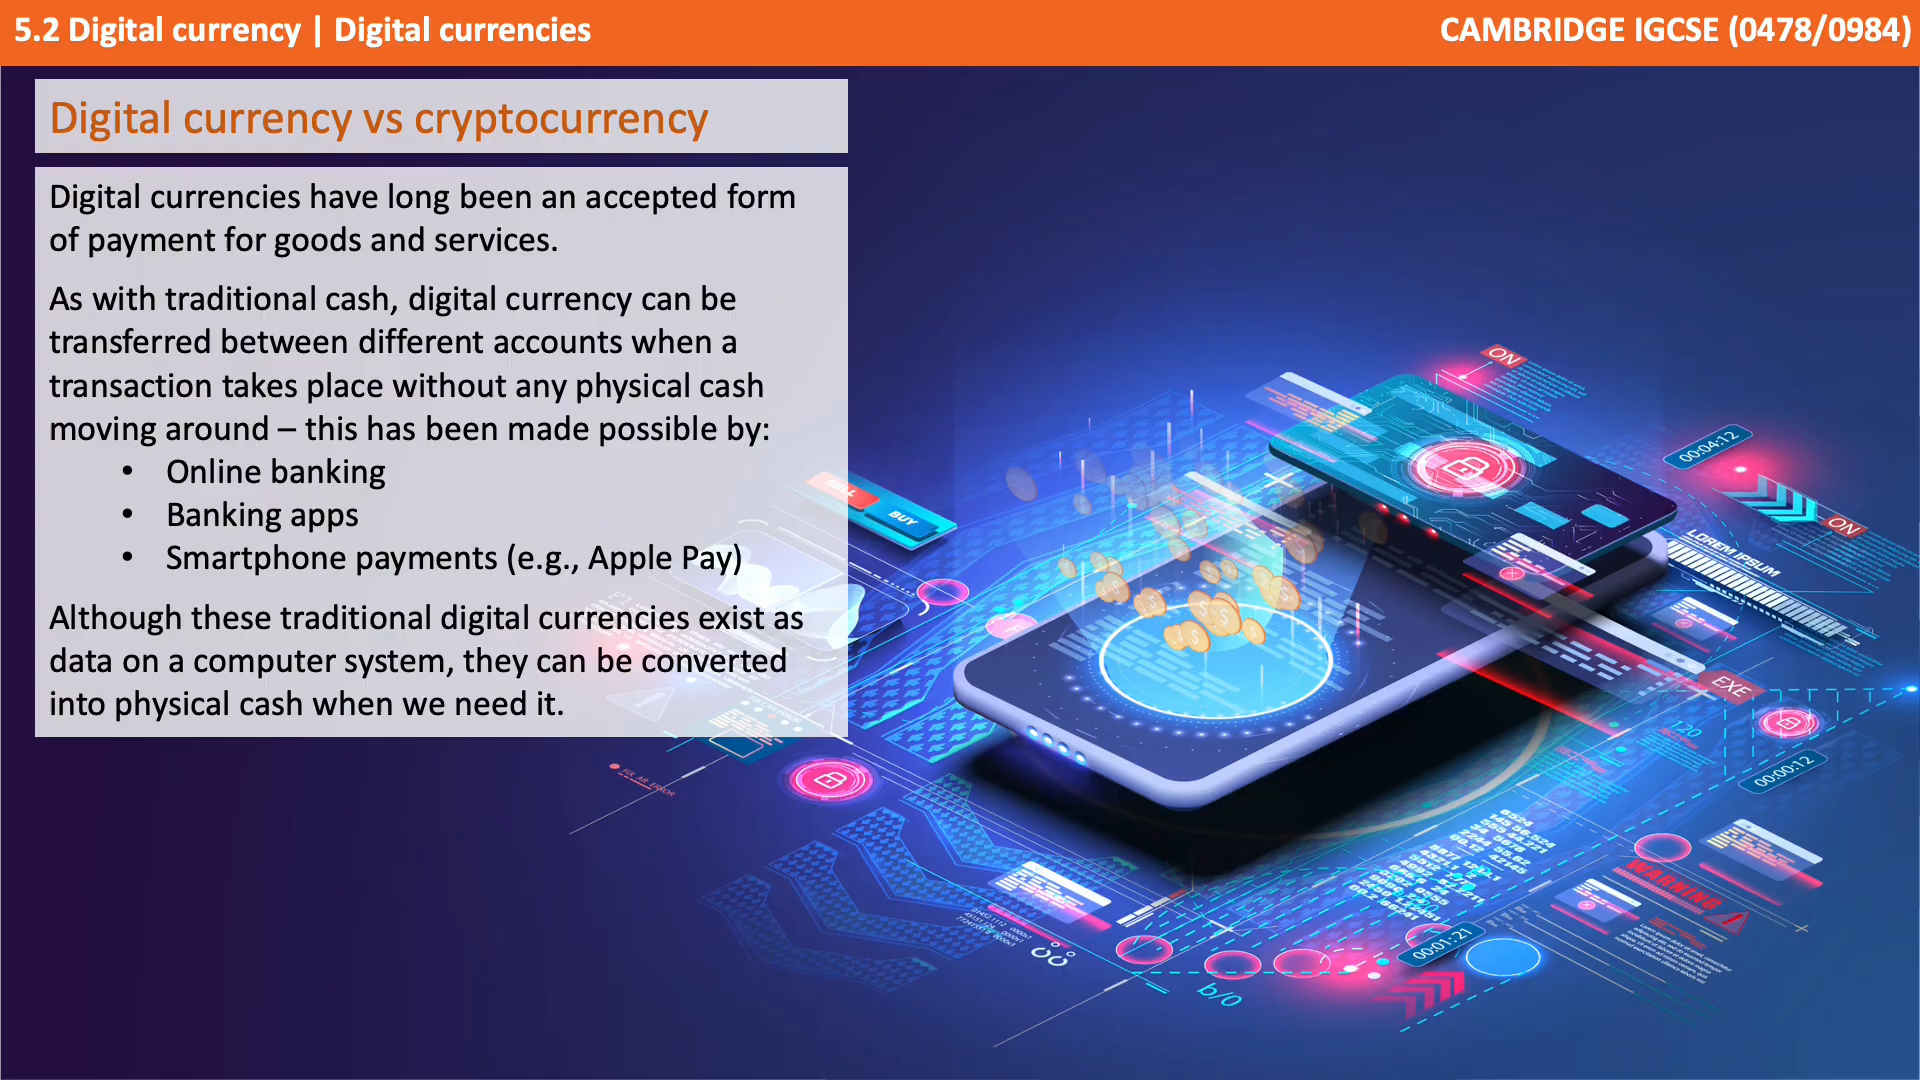 5.2 Digital currency | Digital currencies
CAMBRIDGE IGCSE (0478/0984)
Digital currency vs cryptocurrency
Digital currencies have long been an accepted form
of payment for goods and services.
As with traditional cash, digital currency can be
transferred between different accounts when a
transaction takes place without any physical cash
moving around – this has been made possible by:
• Online banking
• Banking apps
• Smartphone payments (e.g., Apple Pay)
Although these traditional digital currencies exist as
data on a computer system, they can be converted
into physical cash when we need it.
SELL
BUY
ON
00:04:12
ON
LOREM IPSUM
EXE
120
00:00:12
WARNING
00:01:21
b/0